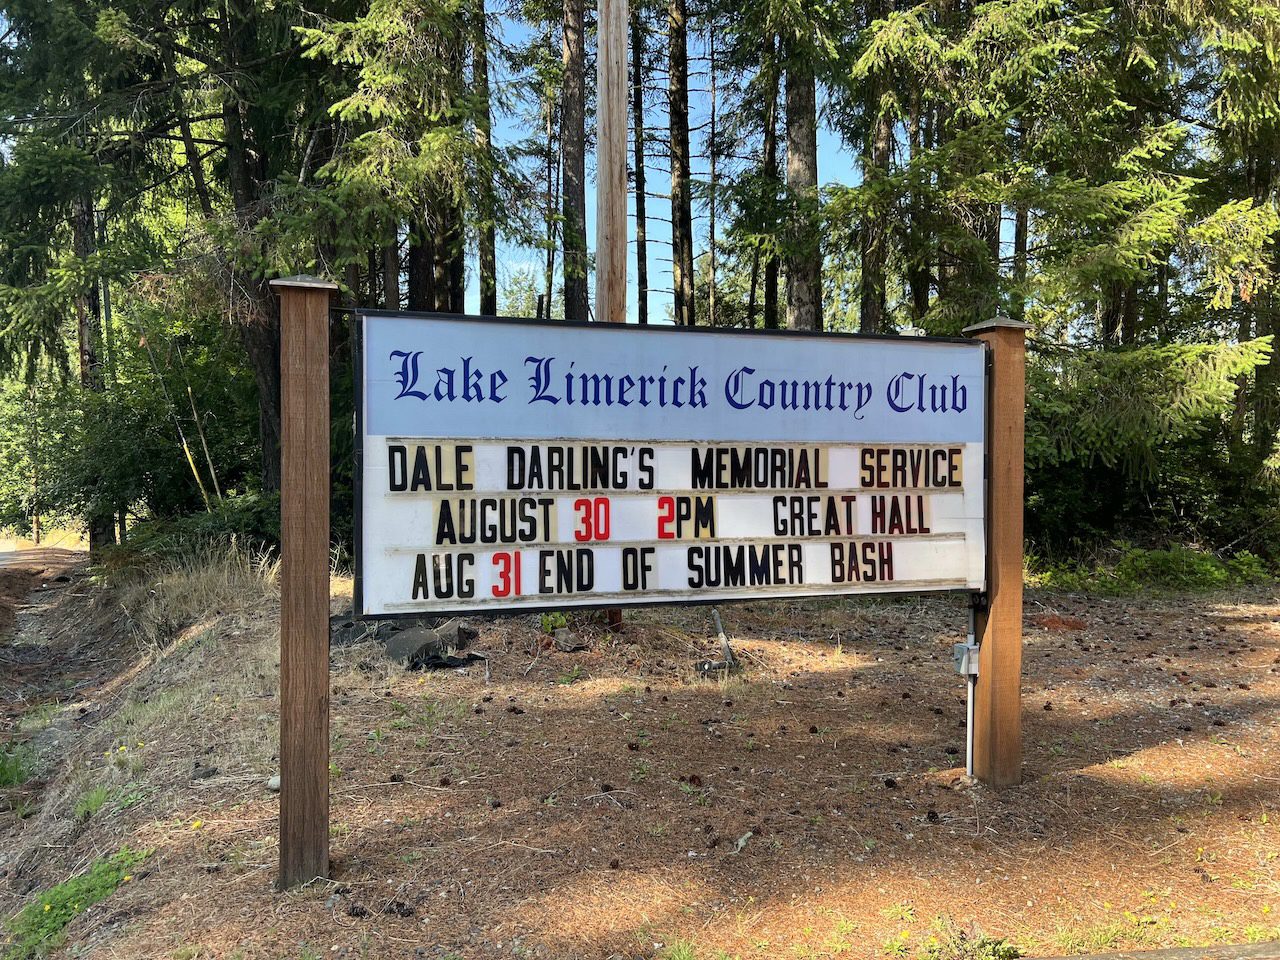 Lake Limerick Country Club
DALE DARLING'S MEMORIAL SERVICE
AUGUST 30 2PM GREAT HALL
AUG 31 END OF SUMMER BASH